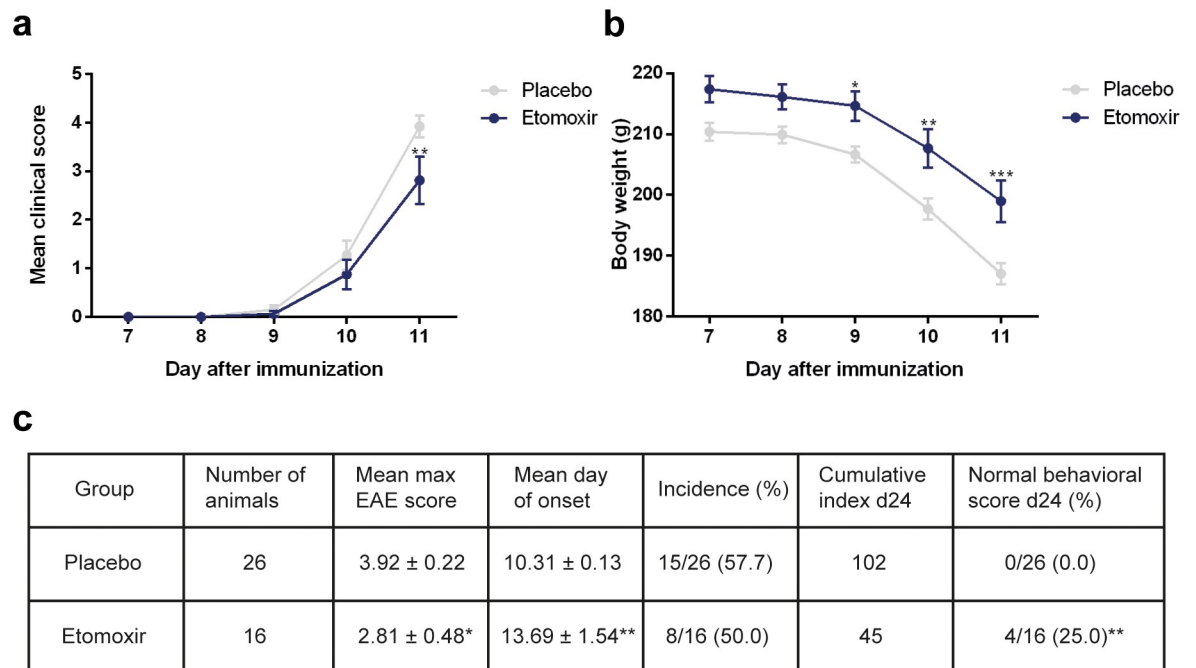 a
5
4
3
2
1
0
Mean clinical score
**
7 8 9 10 11
Day after immunization
Placebo
Etomoxir
b
220
210
200
190
180
Body weight (g)
*
**
***
7 8 9 10 11
Day after immunization
Placebo
Etomoxir
c
Group
Number of
animals
Mean max
EAE score
Mean day
of onset
Incidence (%)
Cumulative
index d24
Normal behavioral
score d24 (%)
Placebo 26 3.92 ± 0.22 10.31 ± 0.13 15/26 (57.7) 102 0/26 (0.0)
Etomoxir 16 2.81 ± 0.48* 13.69 ± 1.54** 8/16 (50.0) 45 4/16 (25.0)**